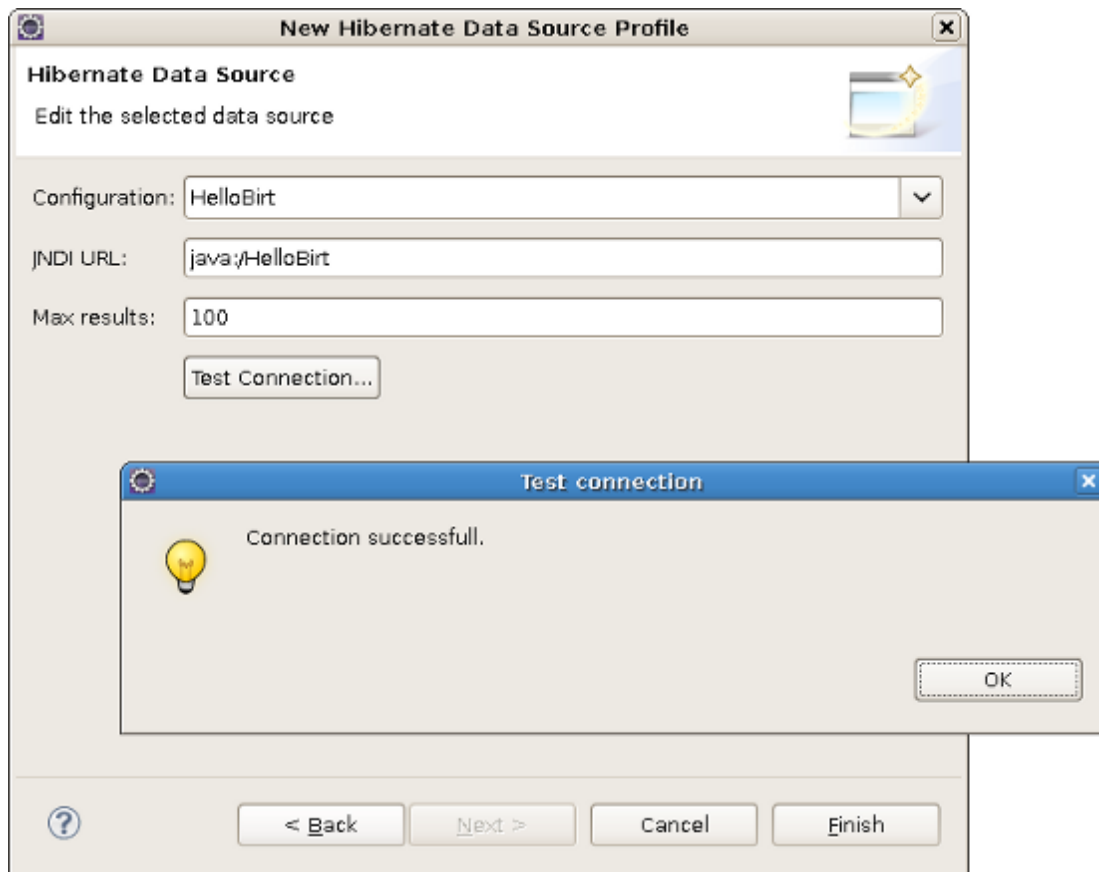 New Hibernate Data Source Profile
Hibernate Data Source
Edit the selected data source
Configuration: HelloBirt
JNDI URL: java:/HelloBirt
Max results: 100
Test Connection...
Test connection
Connection successfull.
OK
?
< Back Next > Cancel Finish